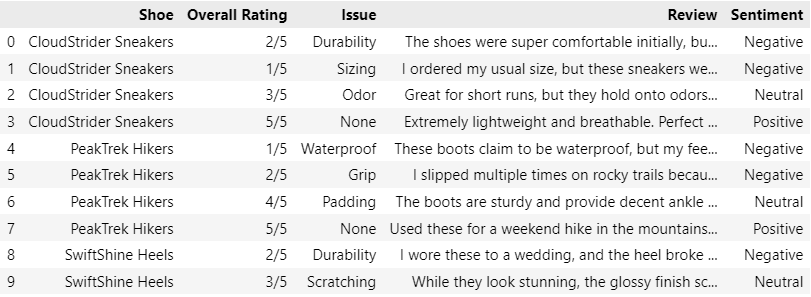 Shoe Overall Rating Issue Review Sentiment
0 CloudStrider Sneakers 2/5 Durability The shoes were super comfortable initially, bu... Negative
1 CloudStrider Sneakers 1/5 Sizing I ordered my usual size, but these sneakers we... Negative
2 CloudStrider Sneakers 3/5 Odor Great for short runs, but they hold onto odors... Neutral
3 CloudStrider Sneakers 5/5 None Extremely lightweight and breathable. Perfect ... Positive
4 PeakTrek Hikers 1/5 Waterproof These boots claim to be waterproof, but my fee... Negative
5 PeakTrek Hikers 2/5 Grip I slipped multiple times on rocky trails becau... Negative
6 PeakTrek Hikers 4/5 Padding The boots are sturdy and provide decent ankle ... Neutral
7 PeakTrek Hikers 5/5 None Used these for a weekend hike in the mountains... Positive
8 SwiftShine Heels 2/5 Durability I wore these to a wedding, and the heel broke ... Negative
9 SwiftShine Heels 3/5 Scratching While they look stunning, the glossy finish sc... Neutral